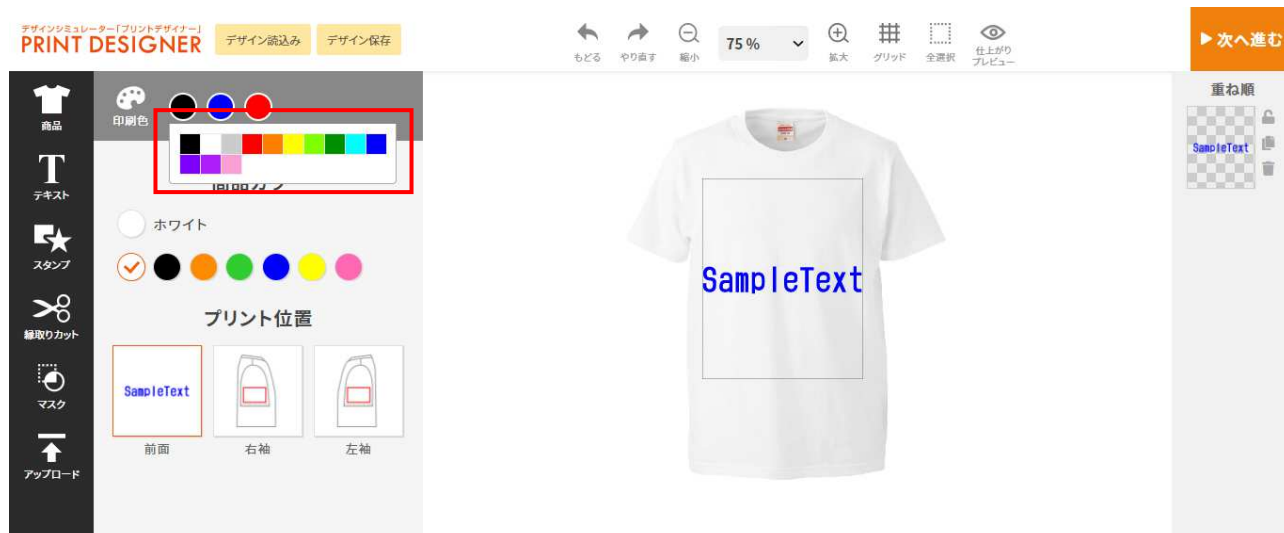 デザインシミュレーター「プリントデザイナー」
PRINT DESIGNER
デザイン読込み
デザイン保存
もどる
やり直す
縮小
75 %
拡大
グリッド
全選択
仕上がり
プレビュー
▶次へ進む
商品
テキスト
スタンプ
縁取りカット
マスク
アップロード
印刷色
ホワイト
プリント位置
SampleText
前面
右袖
左袖
SampleText
重ね順
SampleText